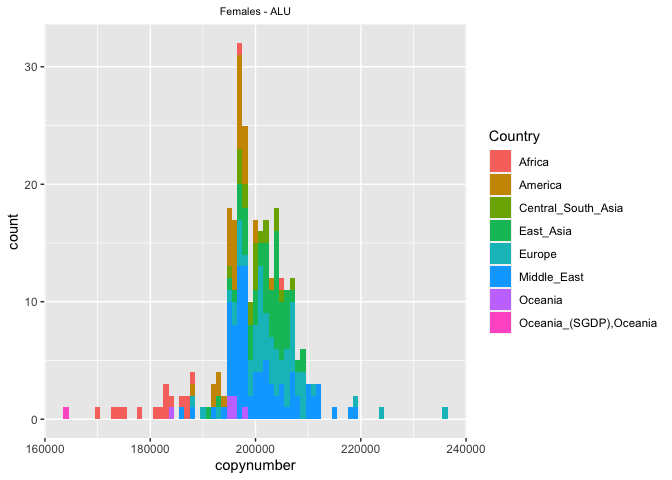 Females - ALU
count
30
20
10
0
160000
180000
200000
220000
240000
copynumber
Country
Africa
America
Central_South_Asia
East_Asia
Europe
Middle_East
Oceania
Oceania_(SGDP),Oceania